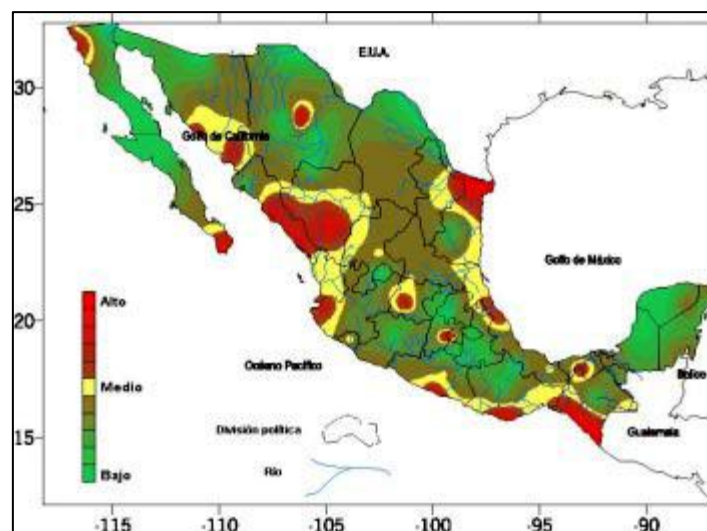 E.U.A.
30
Golfo de California
25
Golfo de México
Alto
20
Océano Pacífico
Medio
Belice
División política
Guatemala
15
Río
Bajo
-115 -110 -105 -100 -95 -90